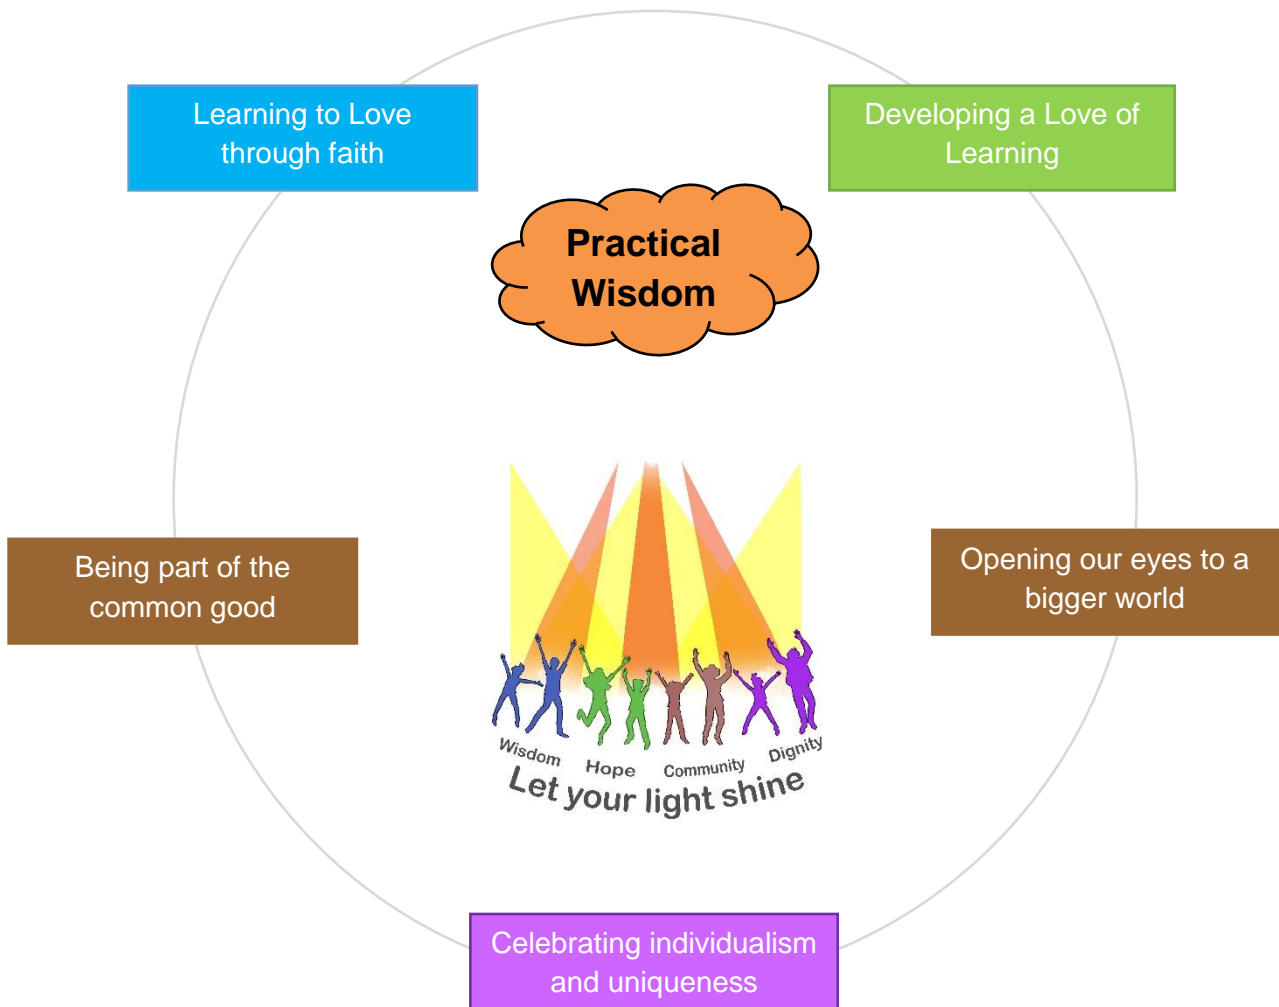 Learning to Love
through faith
Developing a Love of
Learning
Practical
Wisdom
Being part of the
common good
Opening our eyes to a
bigger world
Wisdom
Hope
Community
Dignity
Let your light shine
Celebrating individualism
and uniqueness